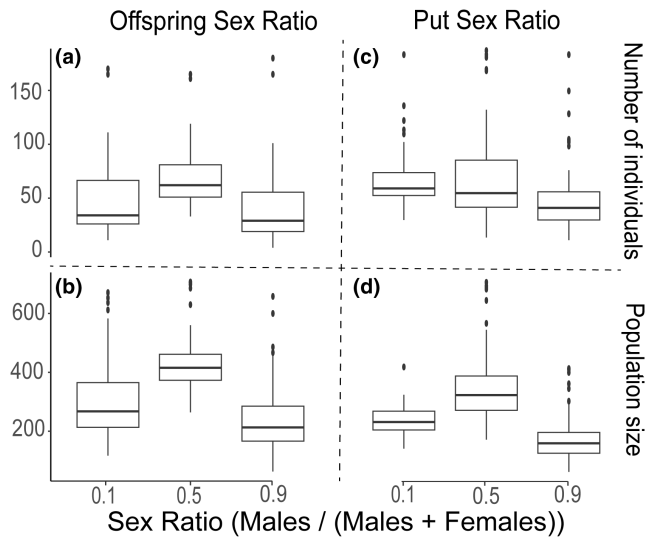 Offspring Sex Ratio
Put Sex Ratio
(a)
(c)
150
100
50
0
Number of individuals
(b)
(d)
600
400
200
Population size
0.1
0.5
0.9
0.1
0.5
0.9
Sex Ratio (Males / (Males + Females))